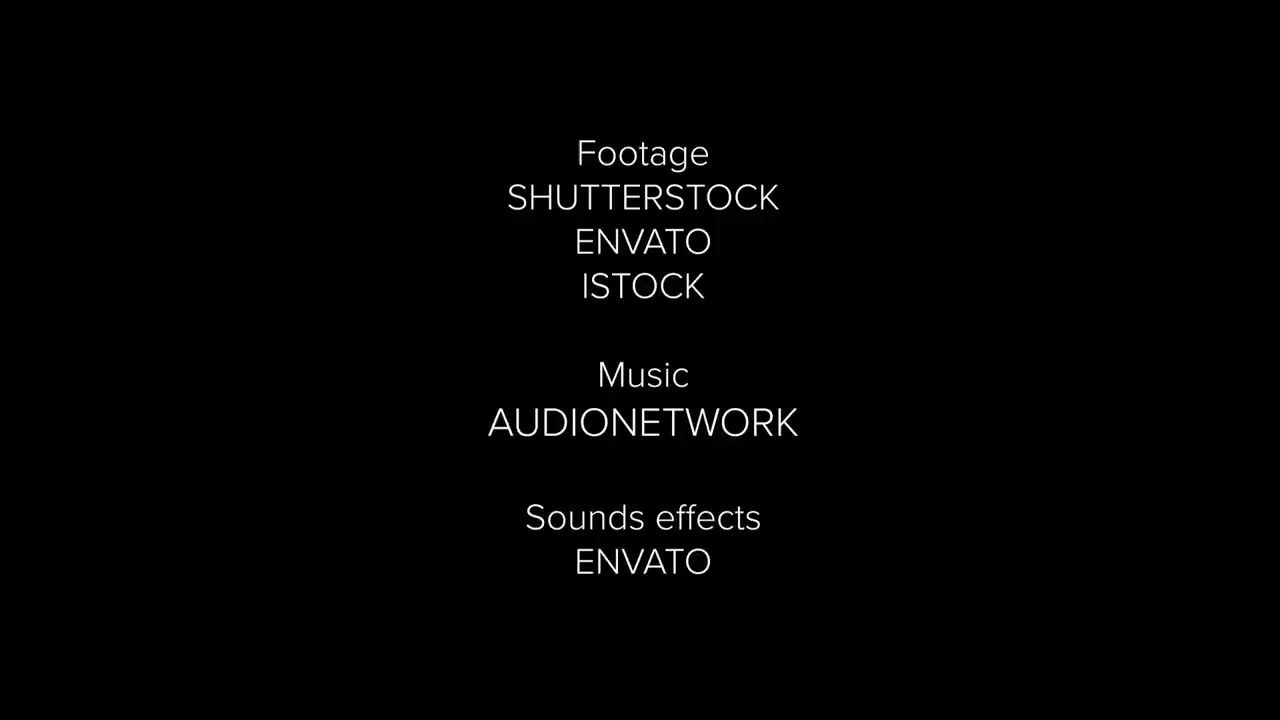 Footage
SHUTTERSTOCK
ENVATO
ISTOCK
Music
AUDIONETWORK
Sounds effects
ENVATO